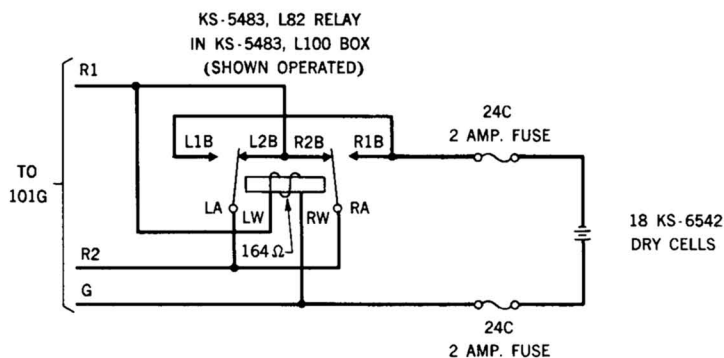 KS-5483, L82 RELAY
IN KS-5483, L100 BOX
(SHOWN OPERATED)
R1
24C
2 AMP. FUSE
L1B
L2B
R2B
R1B
TO
101G
LA
LW
RW
RA
164Ω
18 KS-6542
DRY CELLS
R2
G
24C
2 AMP. FUSE